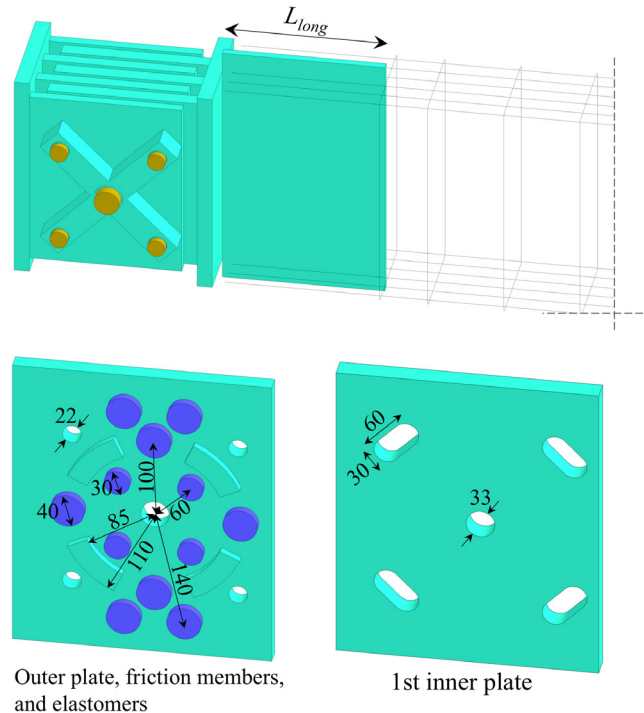 L_long
22
60
100
30
30
33
40
85
60
110
140
Outer plate, friction members,
and elastomers
1st inner plate